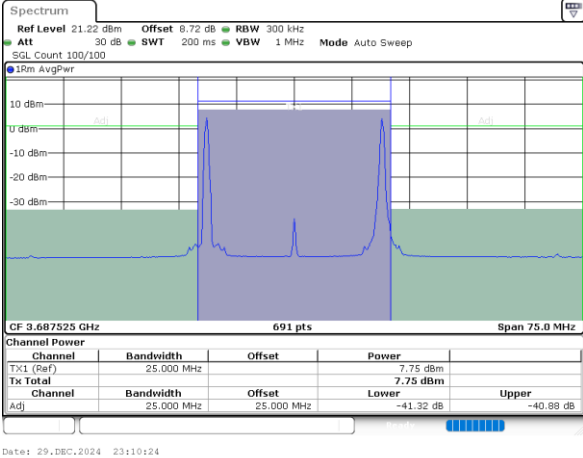 Spectrum
Ref Level 21.22 dBm Offset 8.72 dB RBW 300 kHz
Att 30 dB SWT 200 ms VBW 1 MHz Mode Auto Sweep
SGL Count 100/100
1Rm AvgPwr
10 dBm
Adj Adj
0 dBm
-10 dBm
-20 dBm
-30 dBm
CF 3.687525 GHz 691 pts Span 75.0 MHz
Channel Power
Channel Bandwidth Offset Power
TX1 (Ref) 25.000 MHz 7.75 dBm
Tx Total 7.75 dBm
Channel Bandwidth Offset Lower Upper
Adj 25.000 MHz 25.000 MHz -41.32 dB -40.88 dB
Ready
Date: 29.DEC.2024 23:10:24